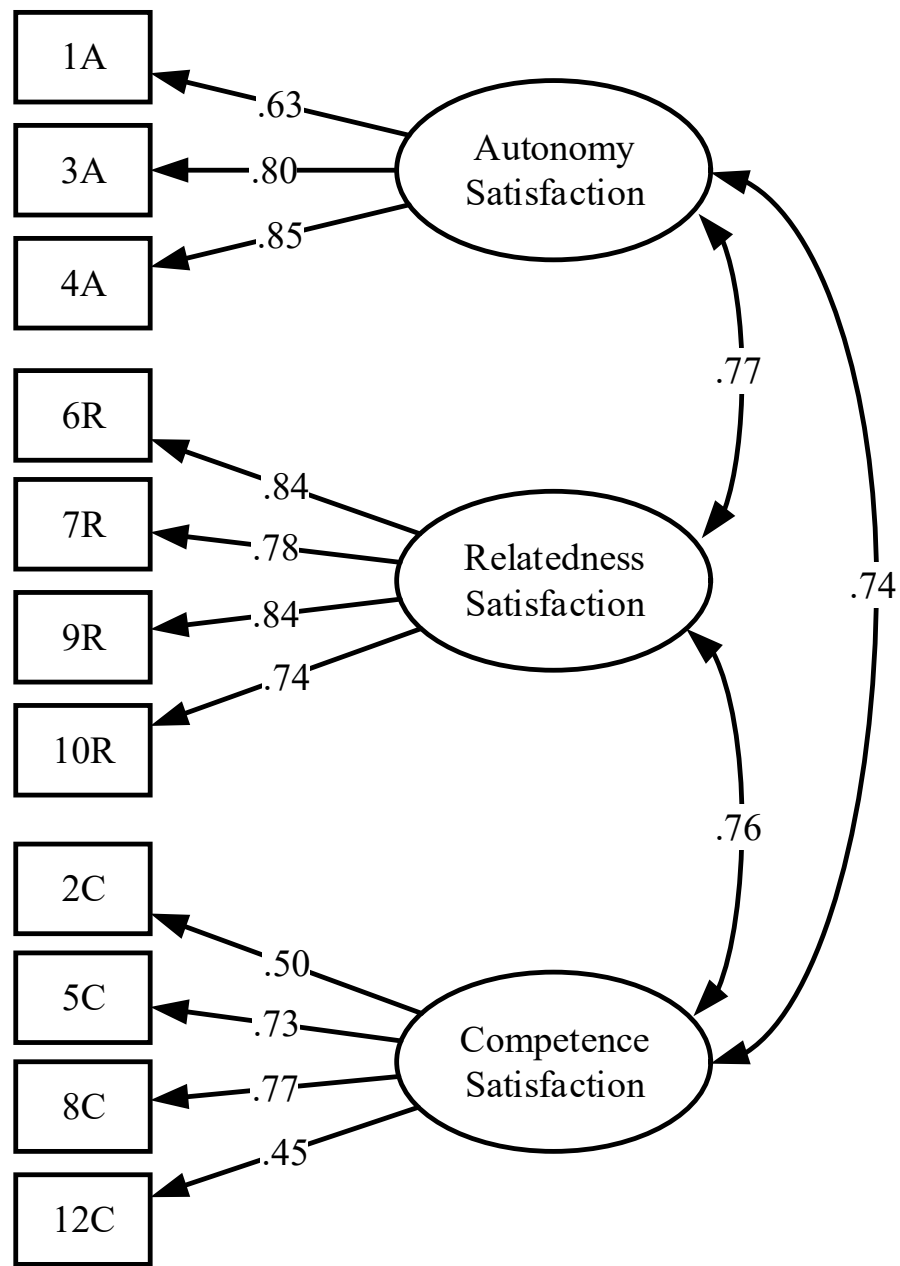 1A
.63
3A
.80
4A
.85
Autonomy
Satisfaction
.77
6R
.84
7R
.78
9R
.84
10R
.74
Relatedness
Satisfaction
.74
.76
2C
.50
5C
.73
8C
.77
12C
.45
Competence
Satisfaction